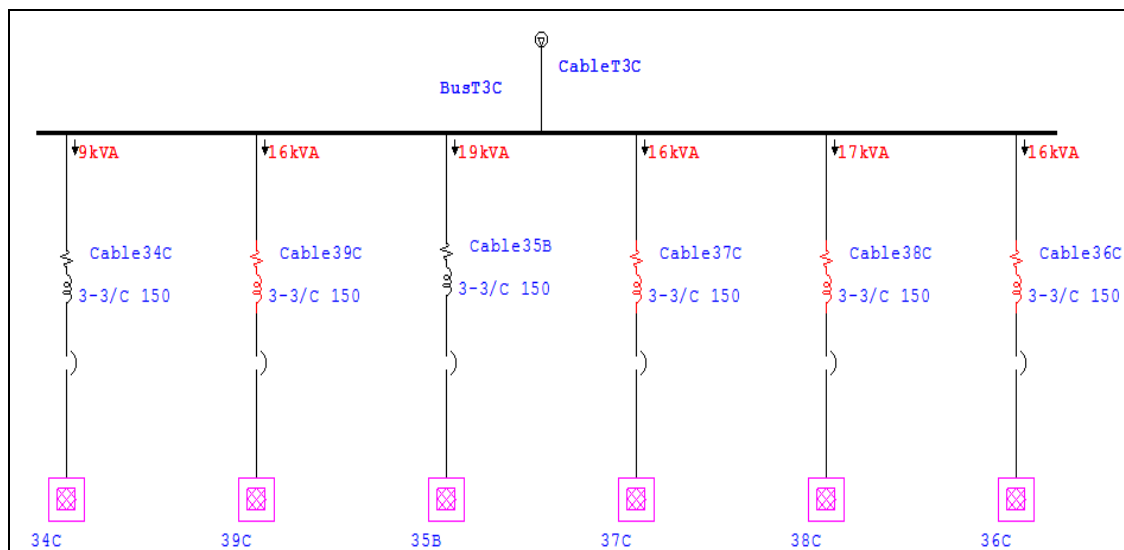 CableT3C
BusT3C
9kVA
16kVA
19kVA
16kVA
17kVA
16kVA
Cable34C
Cable39C
Cable35B
Cable37C
Cable38C
Cable36C
3-3/C 150
3-3/C 150
3-3/C 150
3-3/C 150
3-3/C 150
3-3/C 150
34C
39C
35B
37C
38C
36C